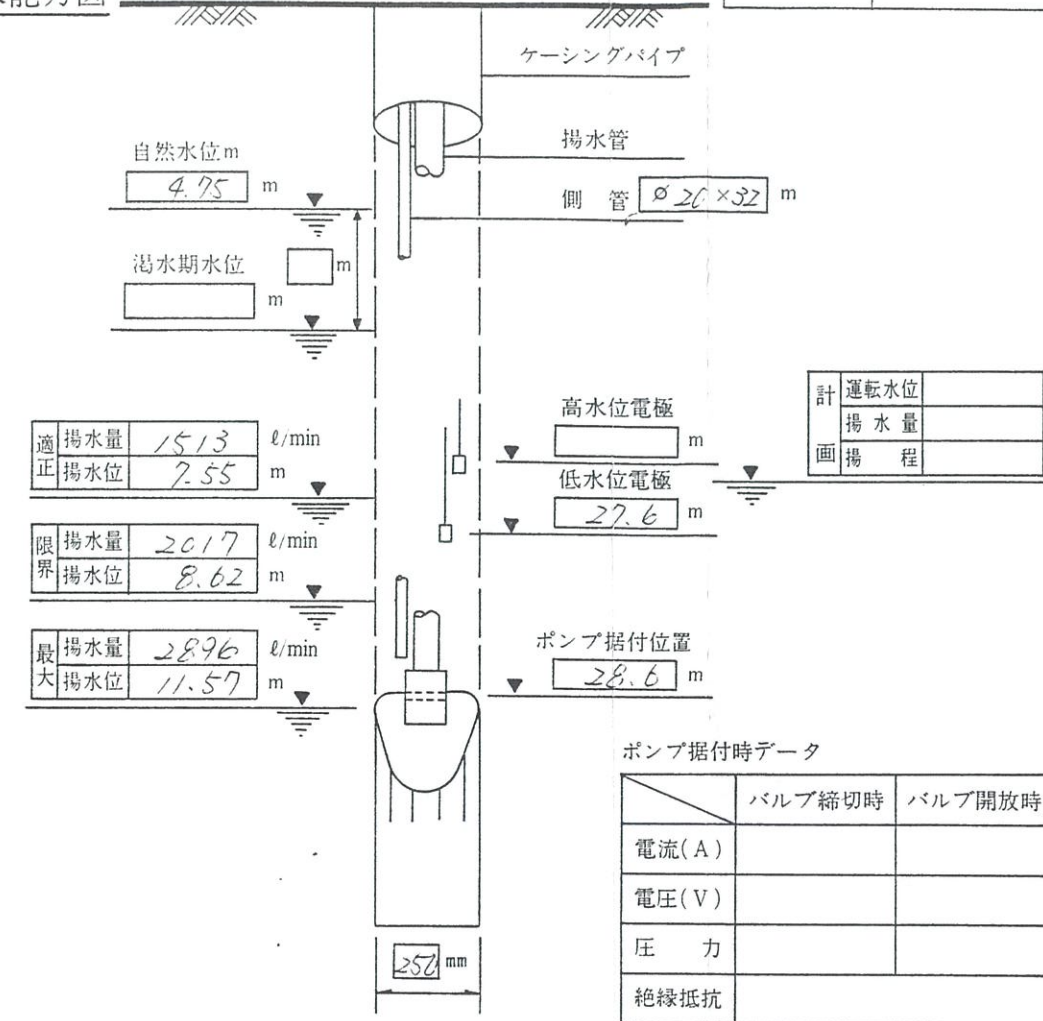 能力図
ケーシングパイプ
揚水管
側 管 φ20×32 m
自然水位m
4.75 m
渇水期水位
m
m
適正 揚水量 1513 ℓ/min
揚水位 7.55 m
限界 揚水量 2017 ℓ/min
揚水位 8.62 m
最大 揚水量 2896 ℓ/min
揚水位 11.57 m
高水位電極
m
低水位電極
27.6 m
計画 運転水位
揚水量
揚程
ポンプ据付位置
28.6 m
250 mm
ポンプ据付時データ
バルブ締切時 バルブ開放時
電流(A)
電圧(V)
圧 力
絶縁抵抗